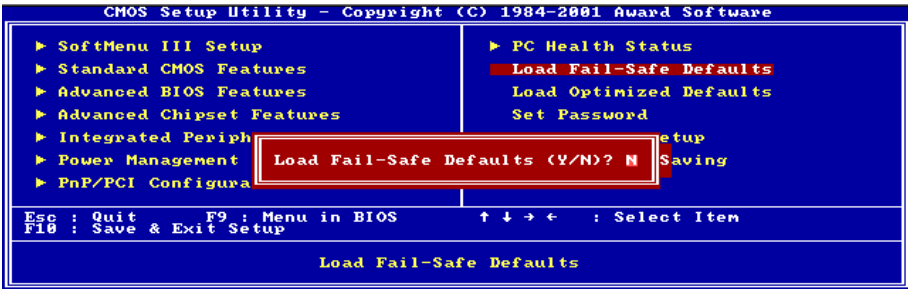 CMOS Setup Utility – Copyright (C) 1984-2001 Award Software
SoftMenu III Setup
Standard CMOS Features
Advanced BIOS Features
Advanced Chipset Features
Integrated Periph
Power Management
PnP/PCI Configura
PC Health Status
Load Fail-Safe Defaults
Load Optimized Defaults
Set Password
etup
Saving
Load Fail-Safe Defaults (Y/N)? N
Esc : Quit F9 : Menu in BIOS ↑ ↓ → ← : Select Item
F10 : Save & Exit Setup
Load Fail-Safe Defaults